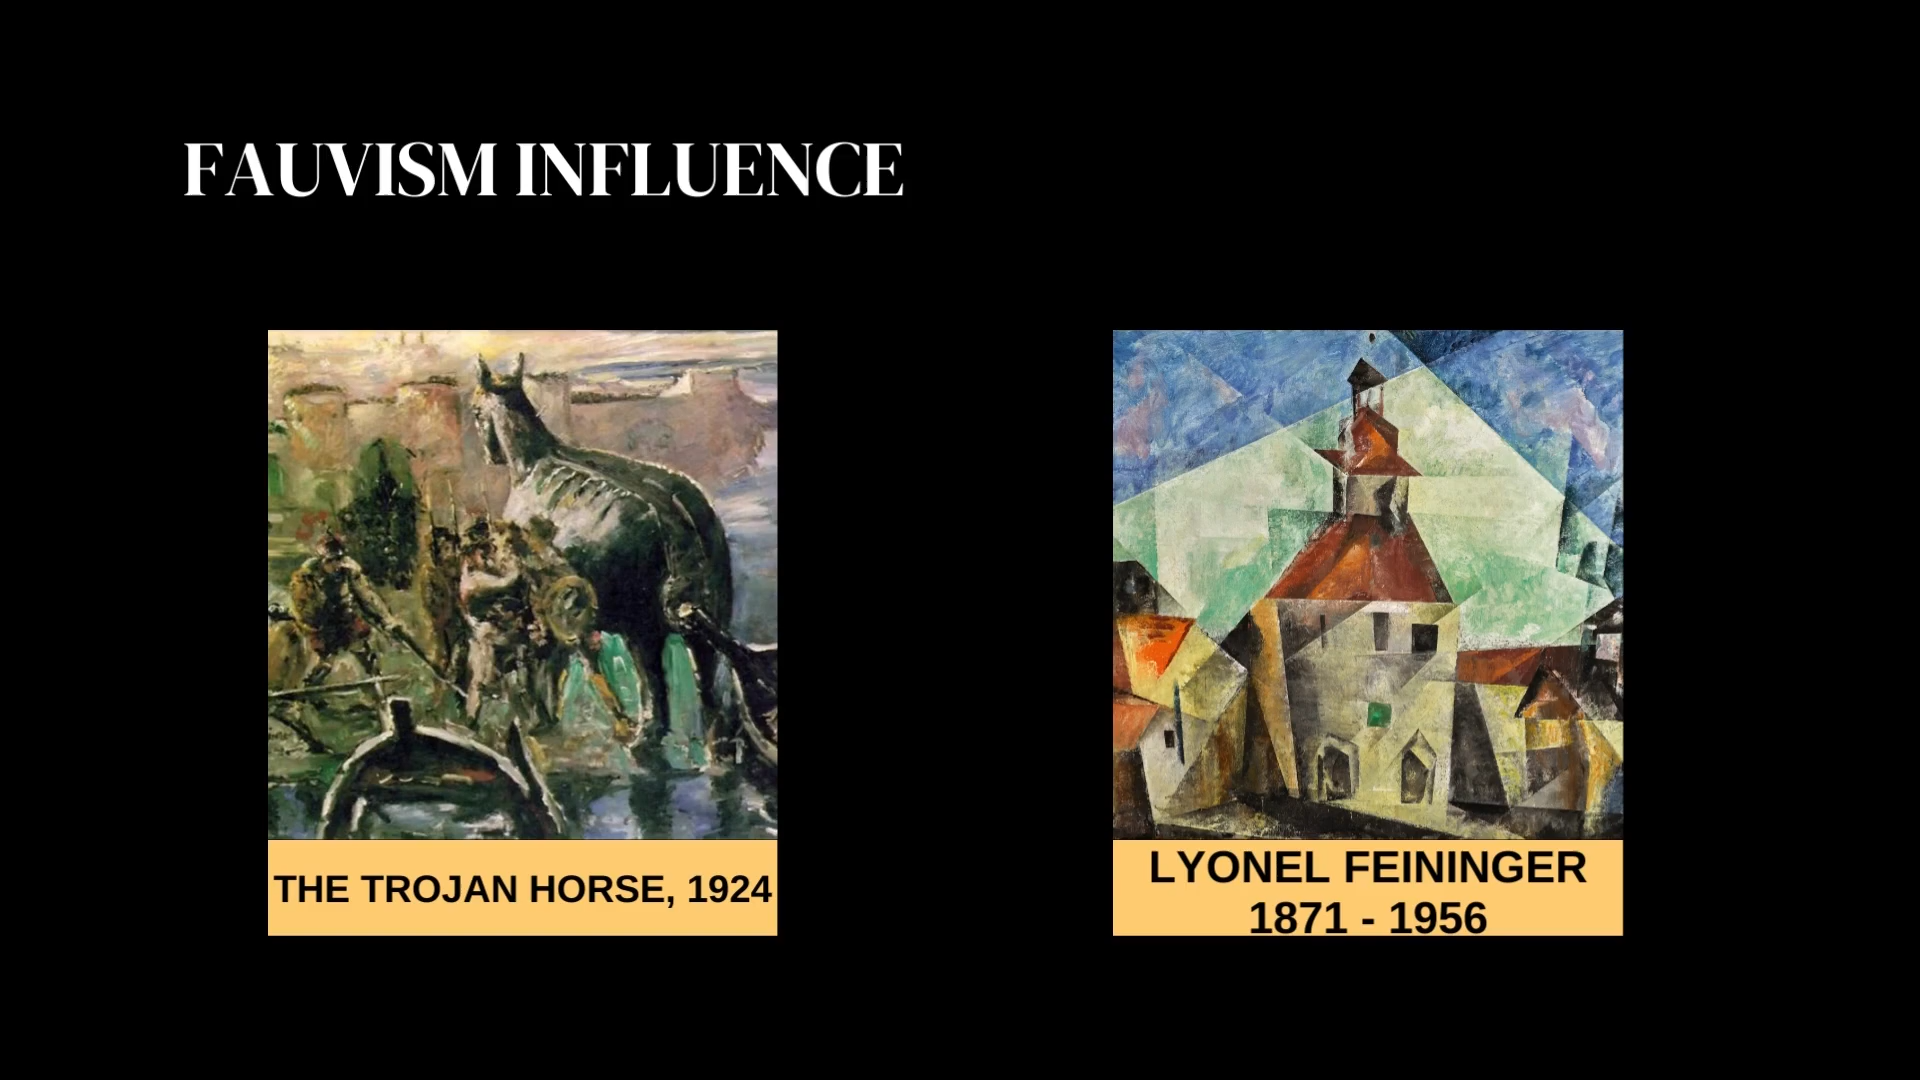 FAUVISM INFLUENCE
THE TROJAN HORSE, 1924
LYONEL FEININGER
1871 - 1956